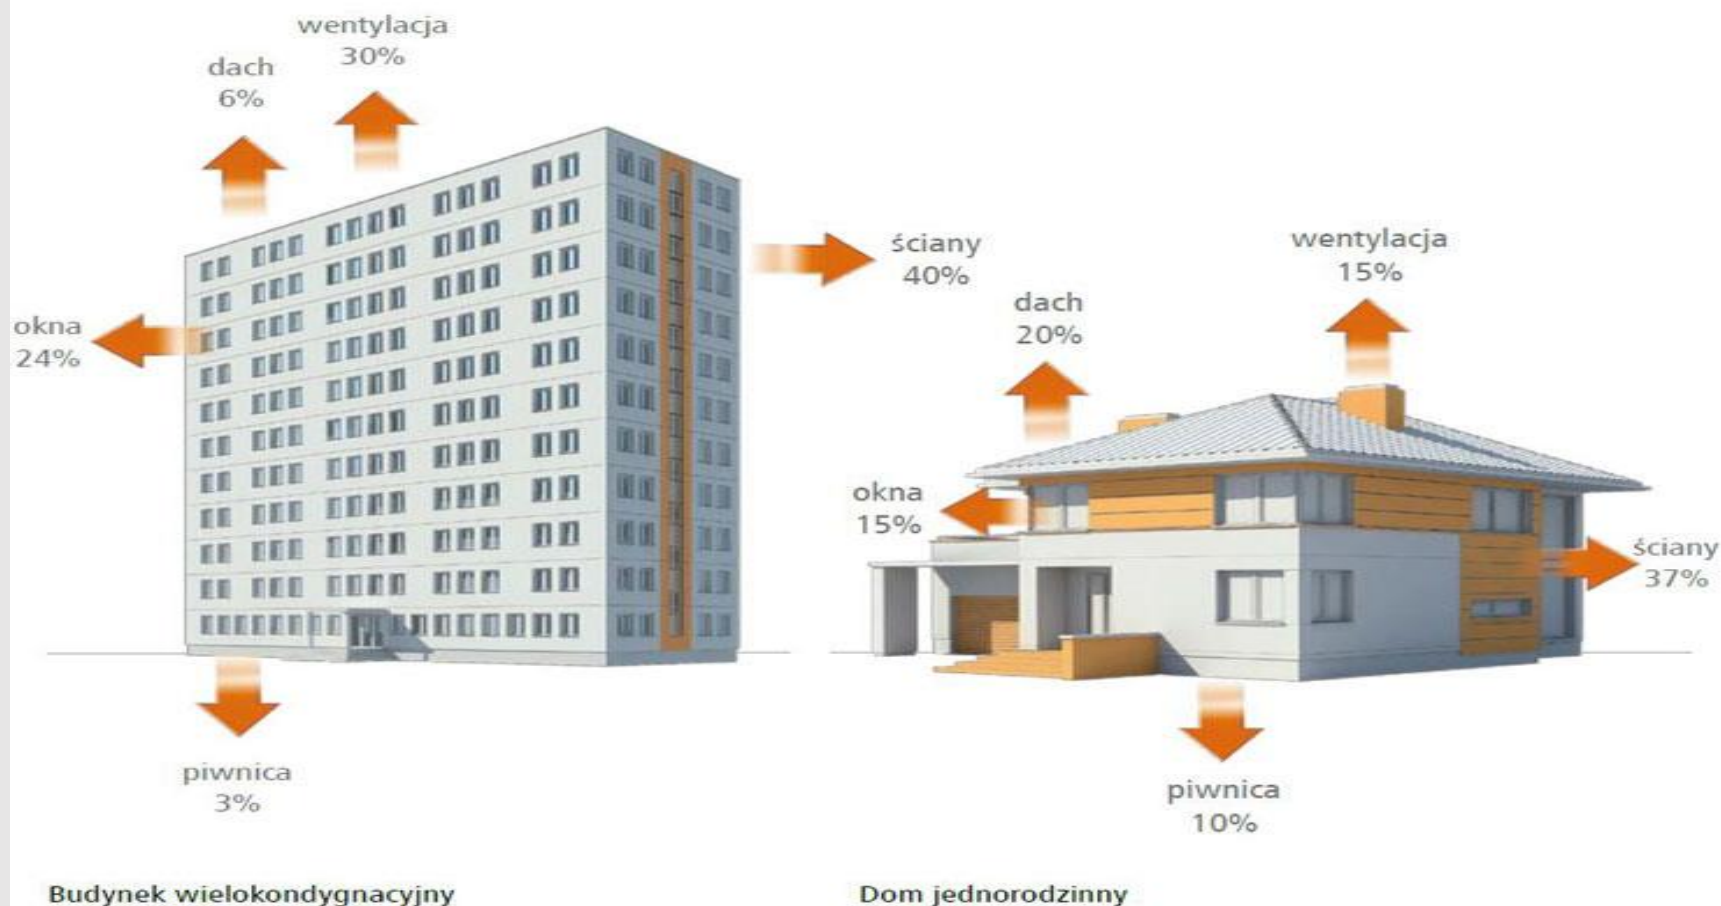 wentylacja
30%
dach
6%
ściany
40%
okna
24%
piwnica
3%
Budynek wielokondygnacyjny
wentylacja
15%
dach
20%
okna
15%
ściany
37%
piwnica
10%
Dom jednorodzinny